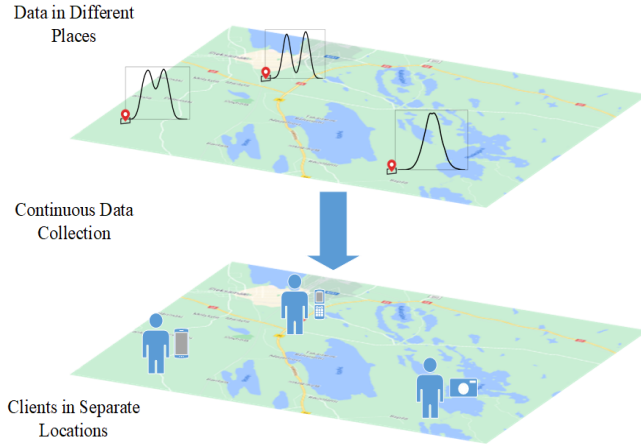 Data in Different
Places
Continuous Data
Collection
Clients in Separate
Locations